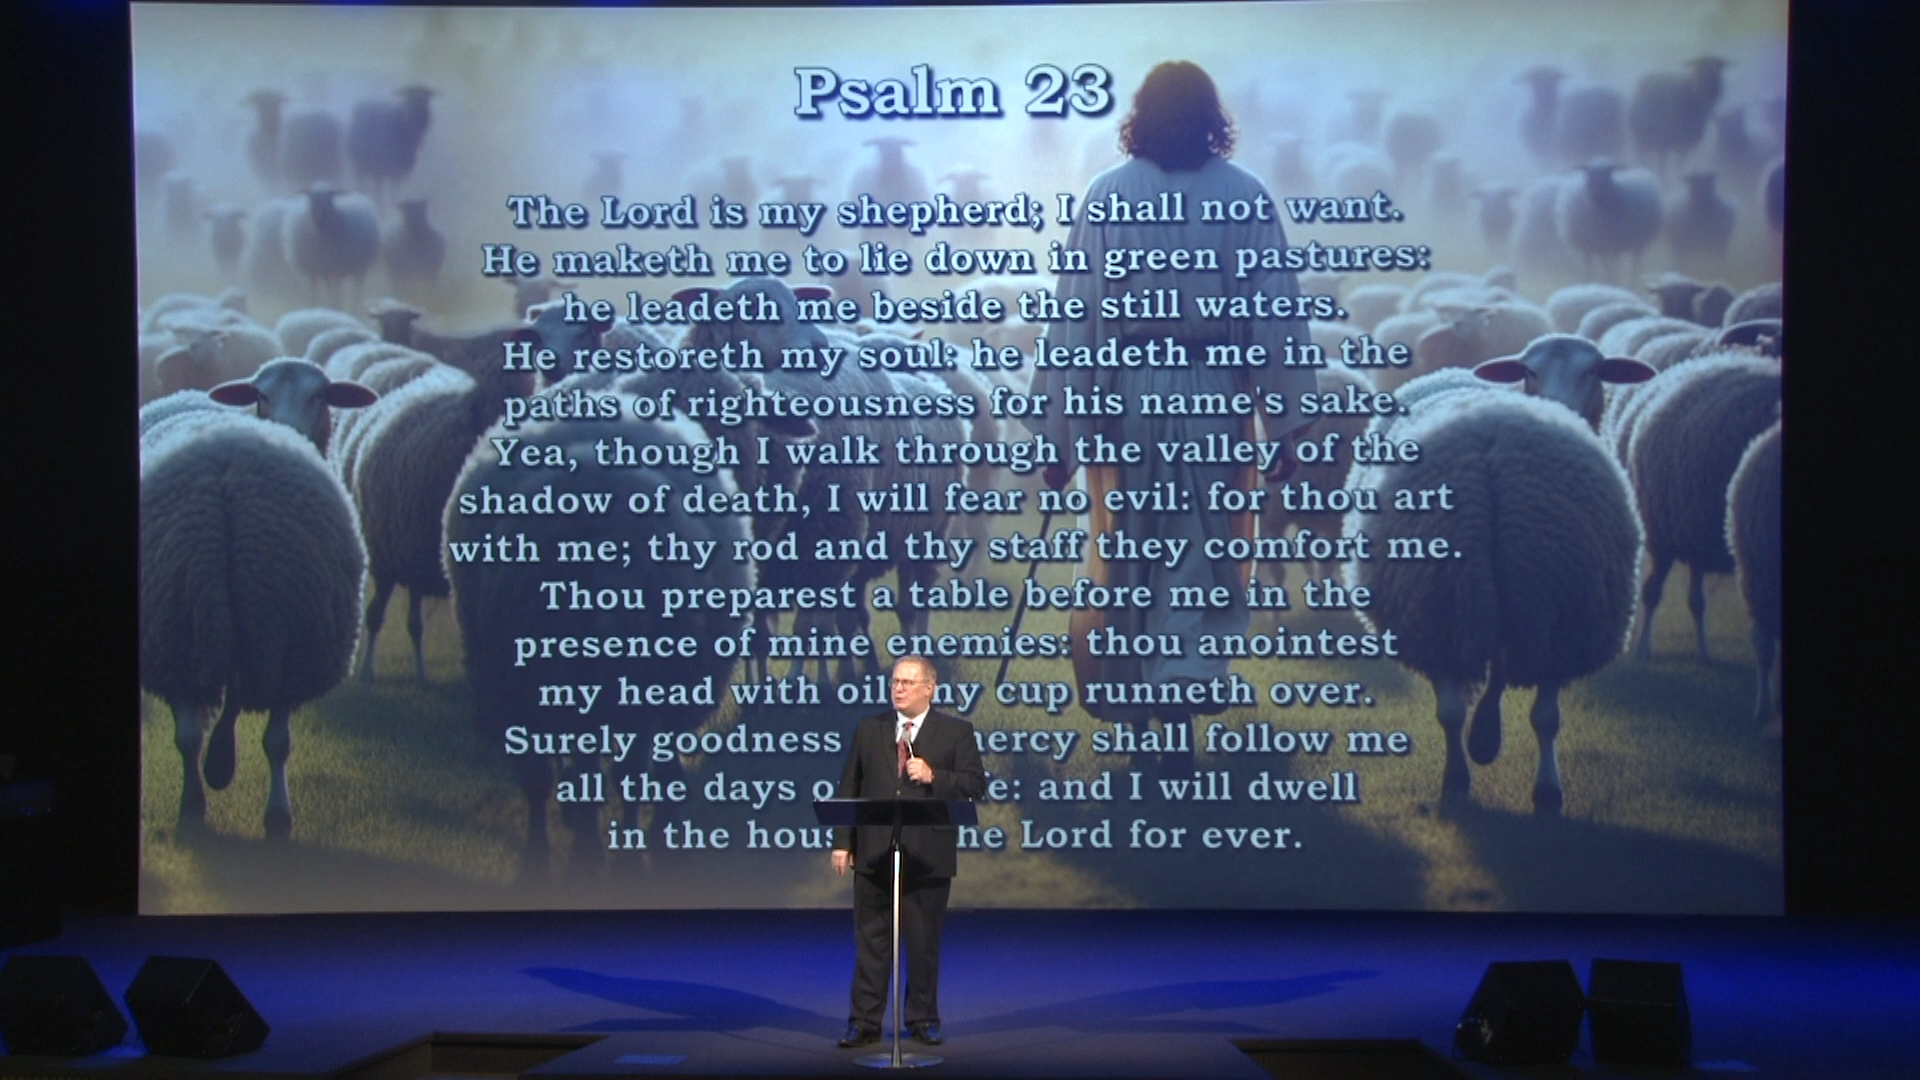 Psalm 23
The Lord is my shepherd; I shall not want.
He maketh me to lie down in green pastures:
he leadeth me beside the still waters.
He restoreth my soul: he leadeth me in the
paths of righteousness for his name's sake.
Yea, though I walk through the valley of the
shadow of death, I will fear no evil: for thou art
with me; thy rod and thy staff they comfort me.
Thou preparest a table before me in the
presence of mine enemies: thou anointest
my head with oil my cup runneth over.
Surely goodness mercy shall follow me
all the days and I will dwell
in the Lord for ever.